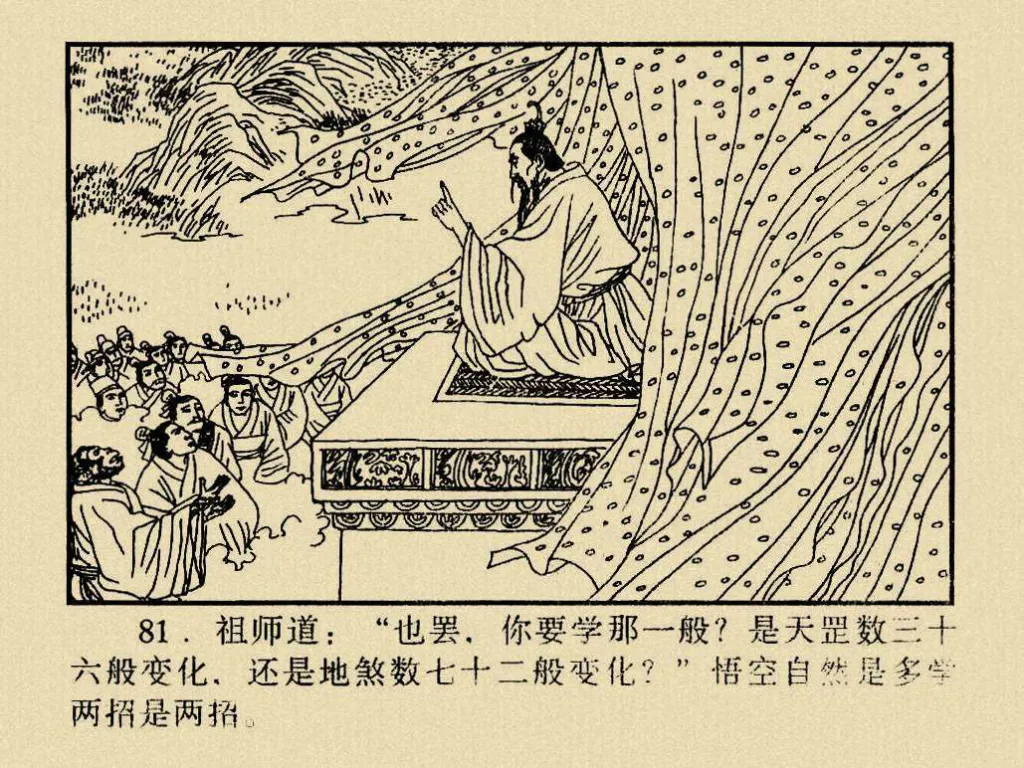 81．祖师道：“也罢，你要学那一般？是天罡数三十
六般变化，还是地煞数七十二般变化？”悟空自然是多学
两招是两招。